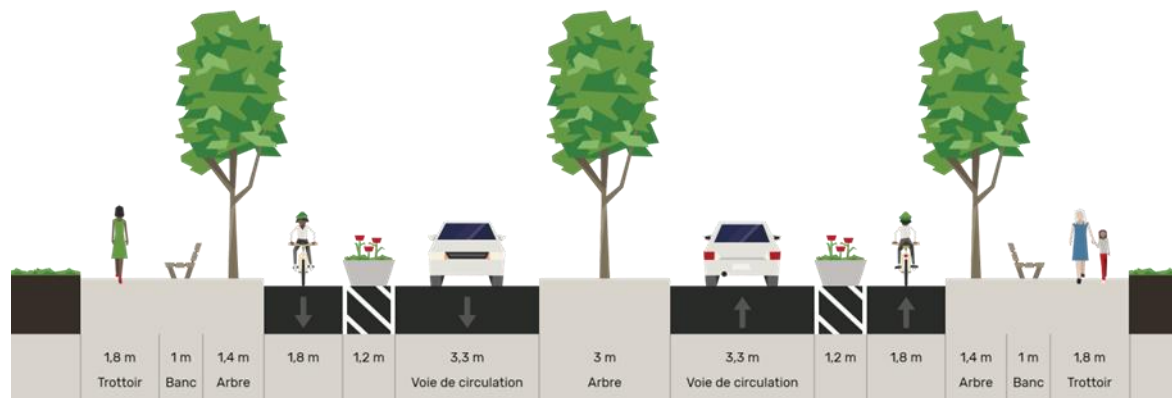 1,8 m 1 m 1,4 m 1,8 m 1,2 m 3,3 m 3 m 3,3 m 1,2 m 1,8 m 1,4 m 1 m 1,8 m
Trottoir Banc Arbre Voie de circulation Arbre Voie de circulation Arbre Banc Trottoir